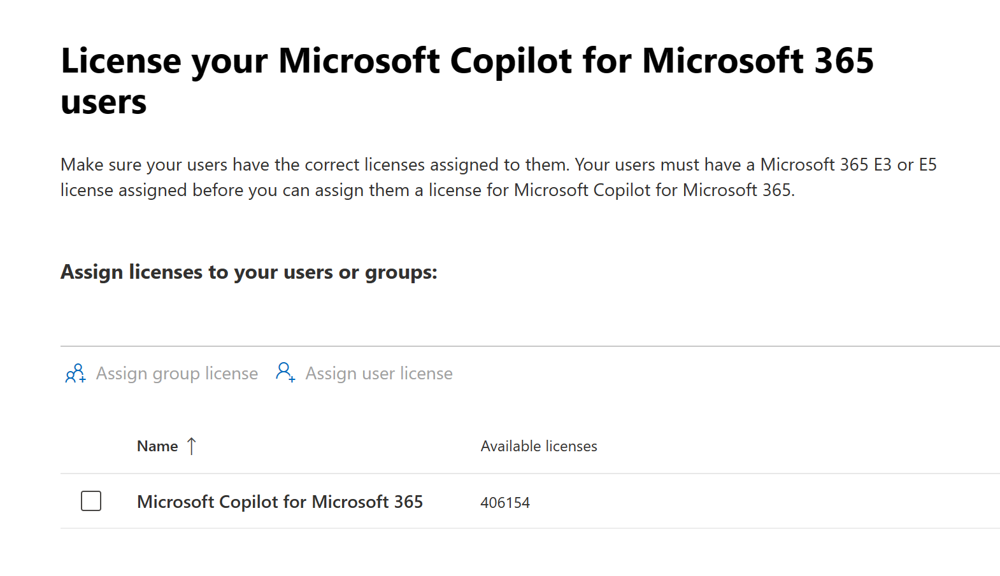 License your Microsoft Copilot for Microsoft 365
users
Make sure your users have the correct licenses assigned to them. Your users must have a Microsoft 365 E3 or E5
license assigned before you can assign them a license for Microsoft Copilot for Microsoft 365.
Assign licenses to your users or groups:
Assign group license Assign user license
Name ↑ Available licenses
Microsoft Copilot for Microsoft 365 406154